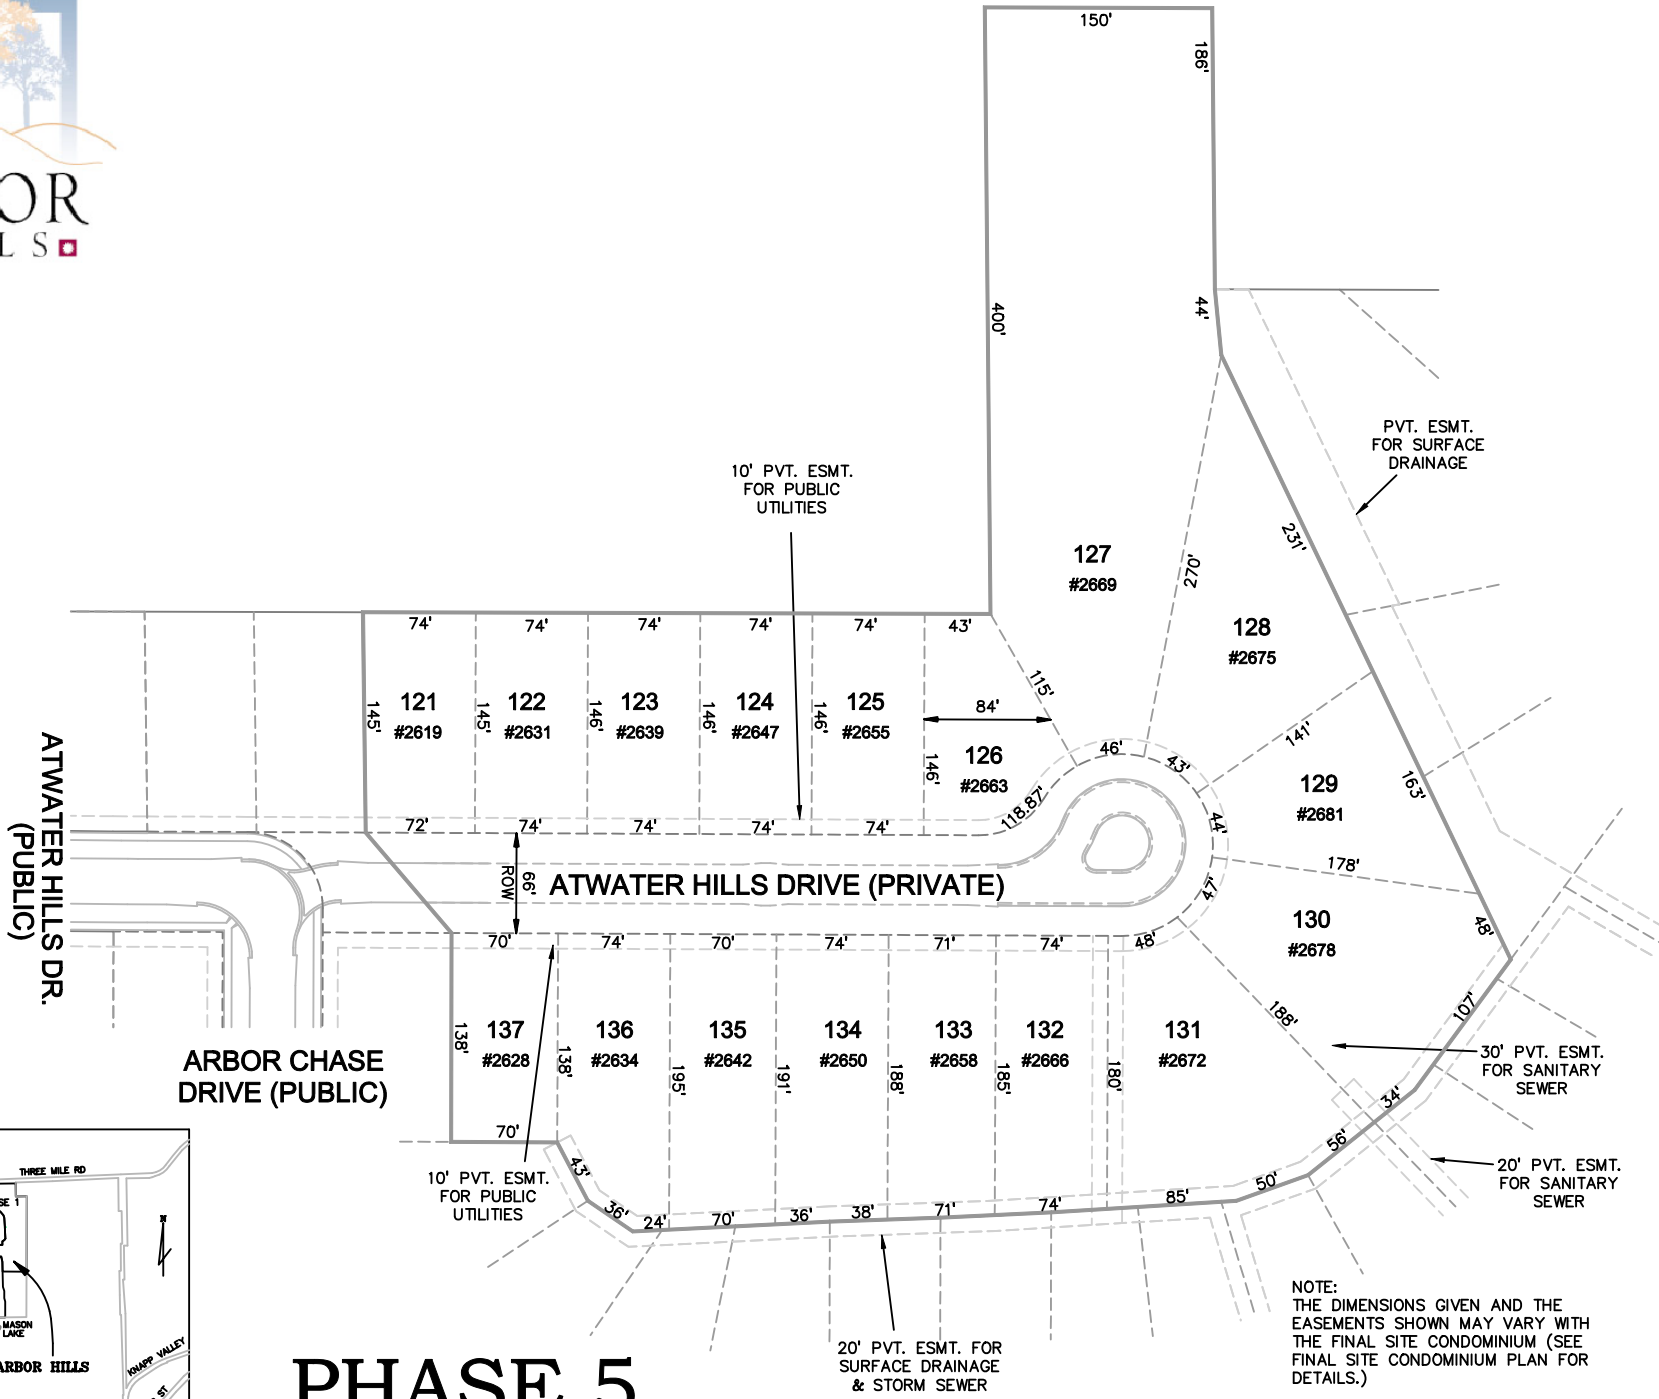 OR
L S
150'
186'
400'
44'
PVT. ESMT.
FOR SURFACE
DRAINAGE
10' PVT. ESMT.
FOR PUBLIC
UTILITIES
127
#2669
270'
231'
128
#2675
74'
74'
74'
74'
74'
43'
115'
145'
121
#2619
145'
122
#2631
146'
123
#2639
146'
124
#2647
146'
125
#2655
84'
146'
126
#2663
46'
43'
141'
129
#2681
163'
118.87'
44'
72'
74'
74'
74'
74'
178'
47'
66'
ROW
ATWATER HILLS DRIVE (PRIVATE)
ATWATER HILLS DR.
(PUBLIC)
130
#2678
48'
70'
74'
70'
74'
71'
74'
48'
188'
107'
138'
137
#2628
138'
136
#2634
195'
135
#2642
191'
134
#2650
188'
133
#2658
185'
132
#2666
180'
131
#2672
ARBOR CHASE
DRIVE (PUBLIC)
30' PVT. ESMT.
FOR SANITARY
SEWER
34'
56'
70'
43'
36'
24'
70'
36'
38'
71'
74'
85'
50'
10' PVT. ESMT.
FOR PUBLIC
UTILITIES
20' PVT. ESMT.
FOR SANITARY
SEWER
THREE MILE RD
SE 1
N
MASON
LAKE
ARBOR HILLS
KNAPP VALLEY
ST
PHASE 5
20' PVT. ESMT. FOR
SURFACE DRAINAGE
& STORM SEWER
NOTE:
THE DIMENSIONS GIVEN AND THE
EASEMENTS SHOWN MAY VARY WITH
THE FINAL SITE CONDOMINIUM (SEE
FINAL SITE CONDOMINIUM PLAN FOR
DETAILS.)